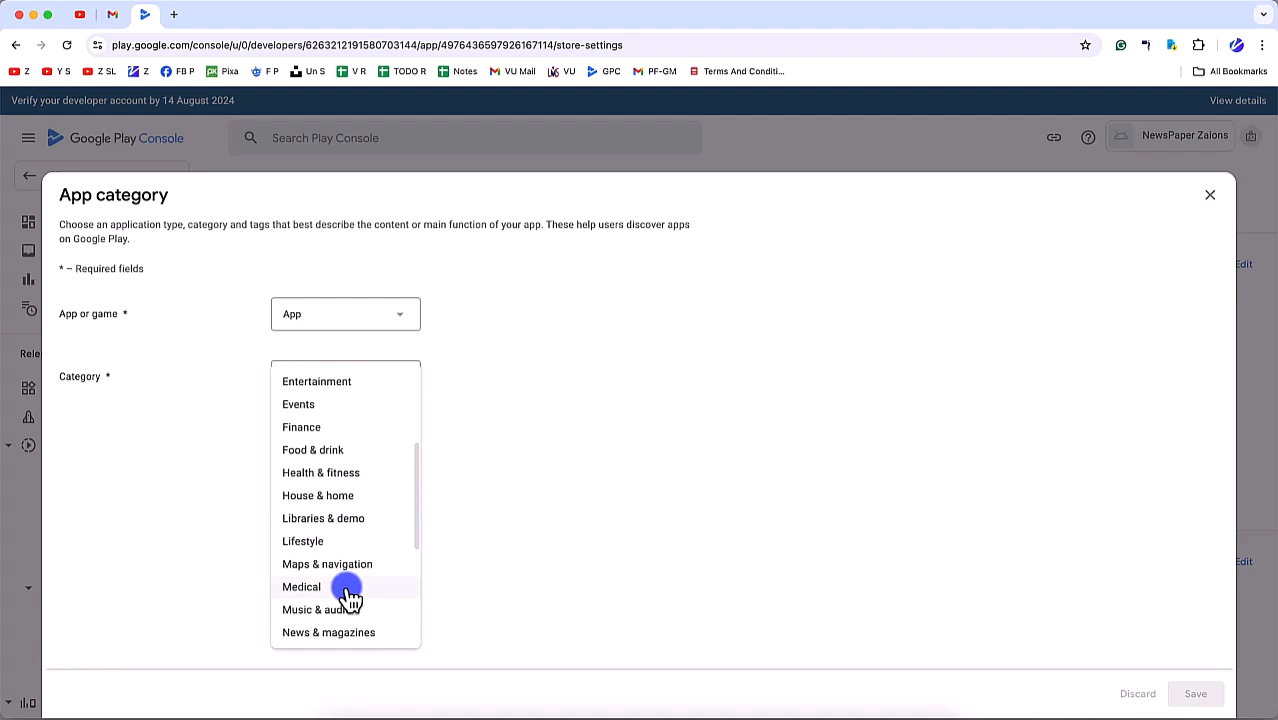 play.google.com/console/u/0/developers/6263212191580703144/app/4976436597926167114/store-settings
Z
Y S
Z SL
Z
FB P
Pixa
F P
Un S
V R
TODO R
Notes
VU Mail
VU
GPC
PF-GM
Terms And Conditi...
All Bookmarks
Verify your developer account by 14 August 2024
View details
Google Play Console
Search Play Console
NewsPaper Zaions
App category
Choose an application type, category and tags that best describe the content or main function of your app. These help users discover apps
on Google Play.
* – Required fields
Edit
App or game *
App
Rele
Category *
Entertainment
Events
Finance
Food & drink
Health & fitness
House & home
Libraries & demo
Lifestyle
Maps & navigation
Edit
Medical
Music &
News & magazines
Discard
Save